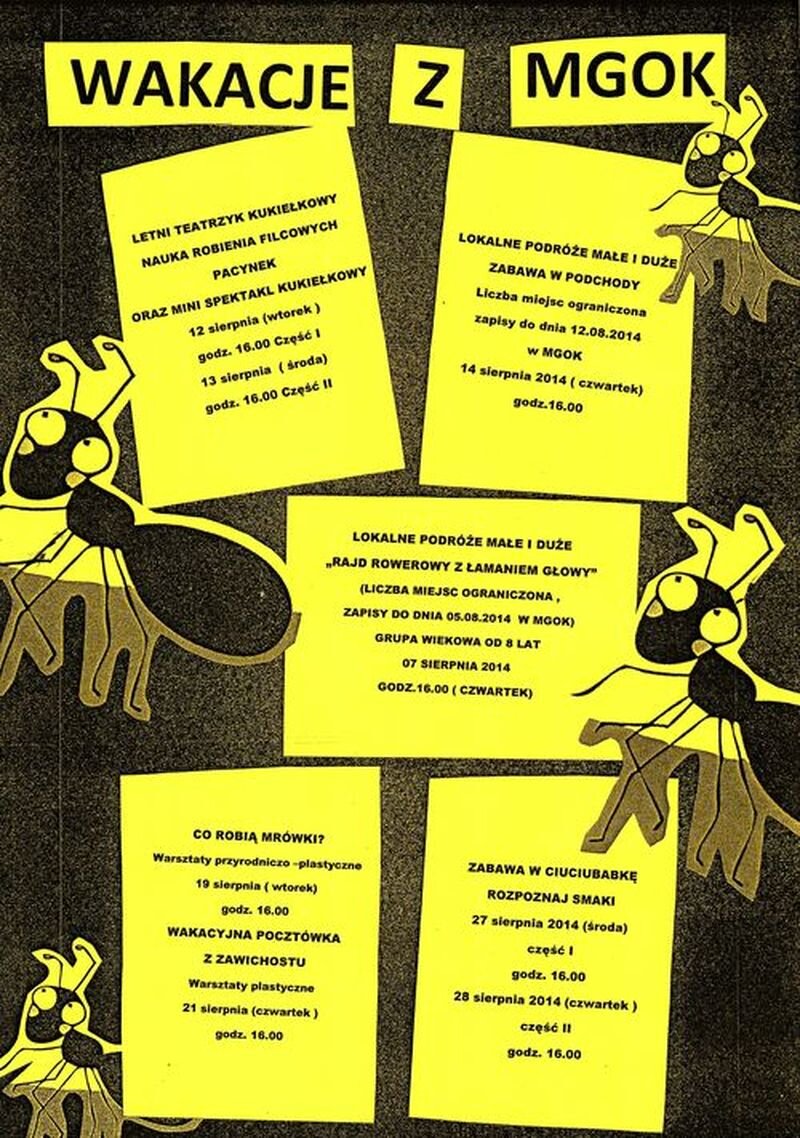 WAKACJE Z MGOK
LETNI TEATRZYK KUKIEŁKOWY
NAUKA ROBIENIA FILCOWYCH
PACYNEK
ORAZ MINI SPEKTAKL KUKIEŁKOWY
12 sierpnia (wtorek )
godz. 16.00 Część I
13 sierpnia ( środa)
godz. 16.00 Część II
LOKALNE PODRÓŻE MAŁE I DUŻE
ZABAWA W PODCHODY
Liczba miejsc ograniczona
zapisy do dnia 12.08.2014
w MGOK
14 sierpnia 2014 ( czwartek)
godz.16.00
LOKALNE PODRÓŻE MAŁE I DUŻE
„RAJD ROWEROWY Z ŁAMANIEM GŁOWY”
(LICZBA MIEJSC OGRANICZONA ,
ZAPISY DO DNIA 05.08.2014 W MGOK)
GRUPA WIEKOWA OD 8 LAT
07 SIERPNIA 2014
GODZ.16.00 ( CZWARTEK)
CO ROBIĄ MRÓWKI?
Warsztaty przyrodniczo –plastyczne
19 sierpnia ( wtorek)
godz. 16.00
WAKACYJNA POCZTÓWKA
Z ZAWICHOSTU
Warsztaty plastyczne
21 sierpnia (czwartek )
godz. 16.00
ZABAWA W CIUCIUBABKĘ
ROZPOZNAJ SMAKI
27 sierpnia 2014 (środa)
część I
godz. 16.00
28 sierpnia 2014 (czwartek )
część II
godz. 16.00